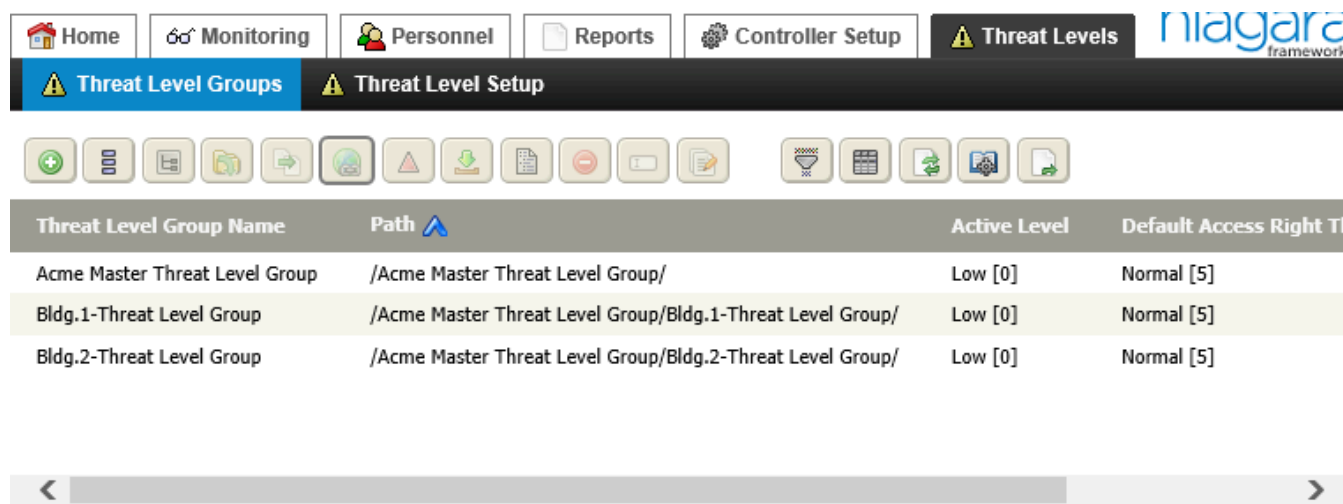 Home Monitoring Personnel Reports Controller Setup Threat Levels niagara
framework
Threat Level Groups Threat Level Setup
Threat Level Group Name Path Active Level Default Access Right
Acme Master Threat Level Group /Acme Master Threat Level Group/ Low [0] Normal [5]
Bldg.1-Threat Level Group /Acme Master Threat Level Group/Bldg.1-Threat Level Group/ Low [0] Normal [5]
Bldg.2-Threat Level Group /Acme Master Threat Level Group/Bldg.2-Threat Level Group/ Low [0] Normal [5]